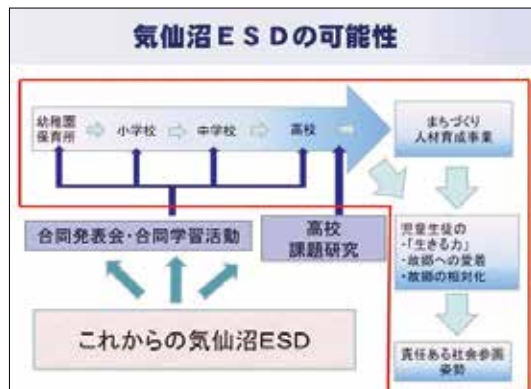 気仙沼ESDの可能性
幼稚園
保育所
小学校
中学校
高校
まちづくり
人材育成事業
合同発表会・合同学習活動
高校
課題研究
児童生徒の
・「生きる力」
・故郷への愛着
・故郷の相対化
これからの気仙沼ESD
責任ある社会参画
姿勢